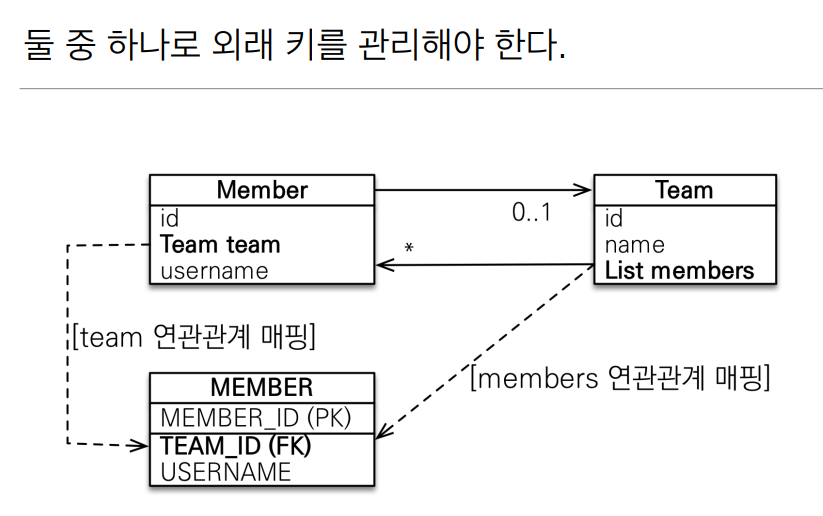 둘 중 하나로 외래 키를 관리해야 한다.
Member
id
Team team
username
0..1
*
Team
id
name
List members
[team 연관관계 매핑]
[members 연관관계 매핑]
MEMBER
MEMBER_ID (PK)
TEAM_ID (FK)
USERNAME